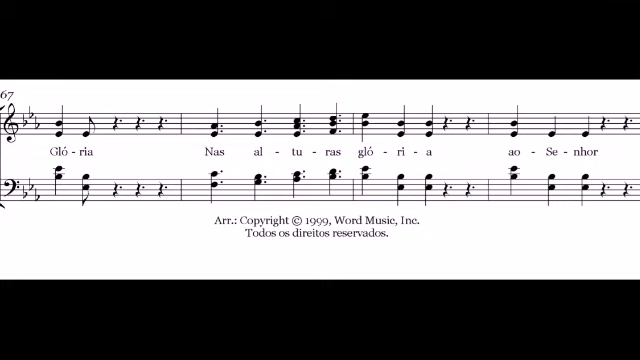 67
Gló - ria Nas al - tu - ras gló - ri - a ao - Se - nhor
Arr.: Copyright © 1999, Word Music, Inc.
Todos os direitos reservados.